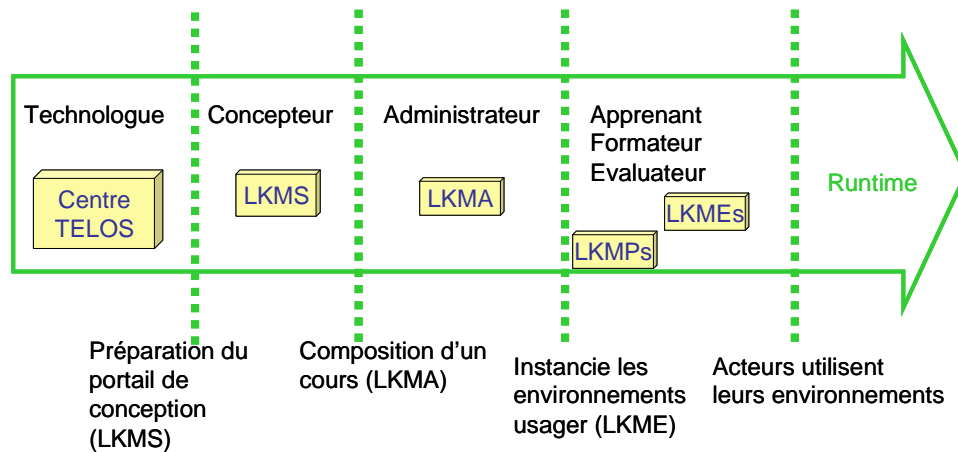 Technologue
Centre
TELOS
Concepteur
LKMS
Administrateur
LKMA
Apprenant
Formateur
Evaluateur
LKMEs
LKMPs
Runtime
Préparation du
portail de
conception
(LKMS)
Composition d'un
cours (LKMA)
Instancie les
environnements
usager (LKME)
Acteurs utilisent
leurs environnements